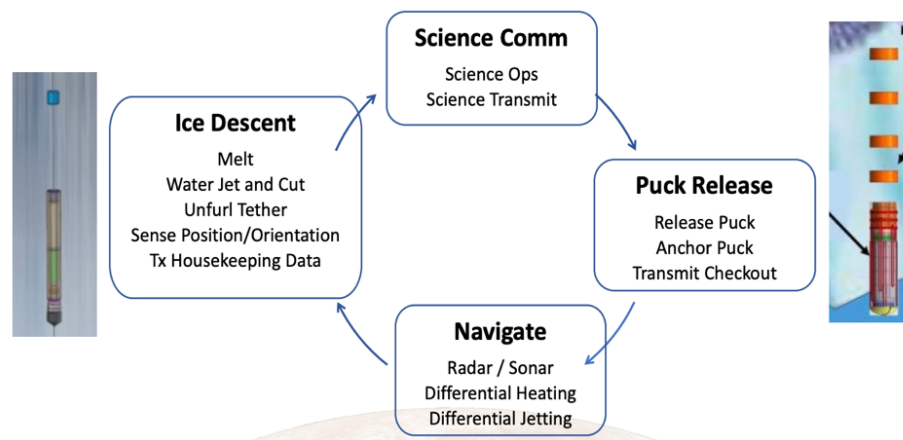 Science Comm
Science Ops
Science Transmit
Ice Descent
Melt
Water Jet and Cut
Unfurl Tether
Sense Position/Orientation
Tx Housekeeping Data
Puck Release
Release Puck
Anchor Puck
Transmit Checkout
Navigate
Radar / Sonar
Differential Heating
Differential Jetting